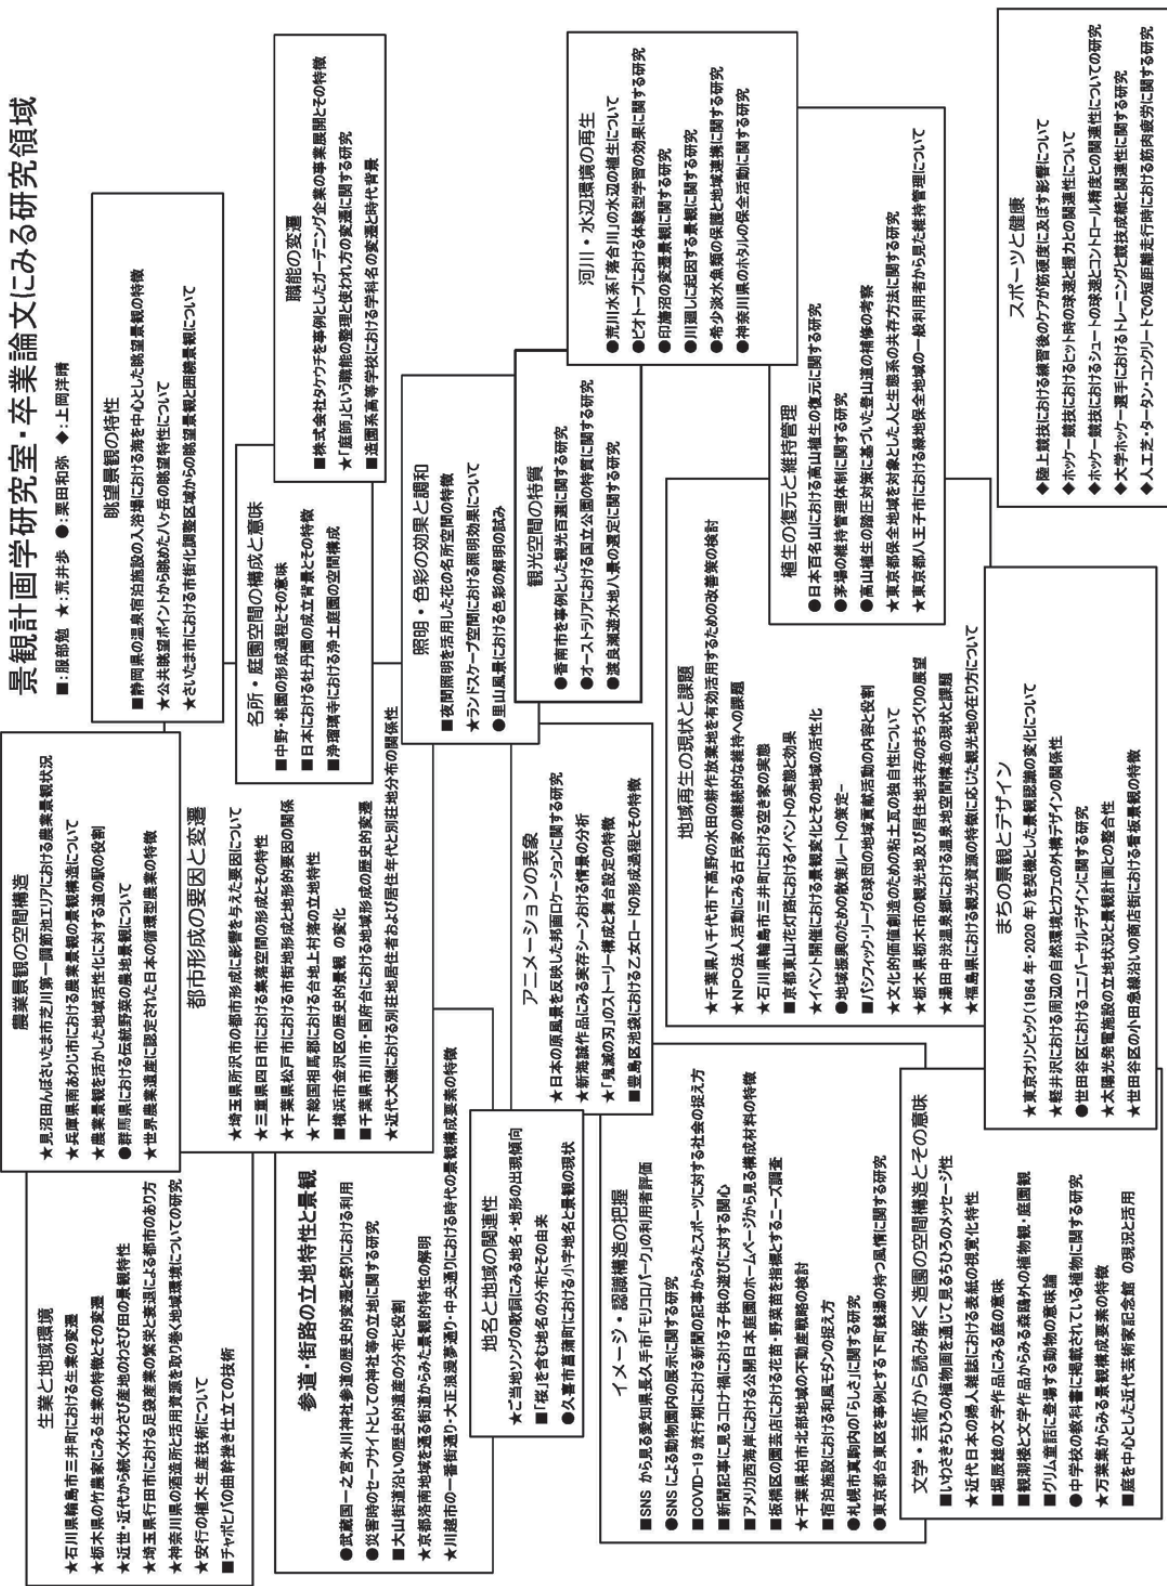 景観計画学研究室・卒業論文にみる研究領域
■:服部勉 ★:荒井歩 ●:栗田和弥 ◆:上岡洋晴
生業と地域環境
★石川県輪島市三井町における生業の変遷
★栃木県の竹農家にみる生業の特徴とその変遷
★近世・近代から続く水わさび産地のわさび田の景観特性
★埼玉県行田市における足袋産業の繁栄と衰退による都市のあり方
★神奈川県の酒造所と活用資源を取り巻く地域環境についての研究
★安行の植木生産技術について
■チャボヒバの曲幹挽き仕立ての技術
農業景観の空間構造
★見沼田んぼさいたま市芝川第一調節池エリアにおける農業景観状況
★兵庫県南あわじ市における農業景観の景観構造について
★農業景観を活かした地域活性化に対する道の駅の役割
●群馬県における伝統野菜の農地景観について
★世界農業遺産に認定された日本の循環型農業の特徴
眺望景観の特性
■静岡県の温泉宿泊施設の入浴場における海を中心とした眺望景観の特徴
★公共眺望ポイントから眺めた八ヶ岳の眺望特性について
★さいたま市における市街化調整区域からの眺望景観と囲繞景観について
都市形成の要因と変遷
★埼玉県所沢市の都市形成に影響を与えた要因について
★三重県四日市における集落空間の形成とその特性
★千葉県松戸市における市街地形成と地形的要因の関係
★下総国相馬郡における台地上村落の立地特性
■横浜市金沢区の歴史的景観 の変化
■千葉県市川市・国府台における地域形成の歴史的変遷
★近代大磯における別荘地居住者および居住年代と別荘地分布の関係性
名所・庭園空間の構成と意味
■中野・桃園の形成過程とその意味
■日本における牡丹園の成立背景とその特徴
■浄瑠璃寺における浄土庭園の空間構成
職能の変遷
■株式会社タケウチを事例としたガーデニング企業の事業展開とその特徴
★「庭師」という職能の整理と使われ方の変遷に関する研究
■造園系高等学校における学科名の変遷と時代背景
参道・街路の立地特性と景観
●武蔵国一之宮氷川神社参道の歴史的変遷と祭りにおける利用
●災害時のセーフサイトとしての神社等の立地に関する研究
■大山街道沿いの歴史的遺産の分布と役割
★京都洛南地域を通る街道からみた景観的特性の解明
★川越市の一番街通り・大正浪漫夢通り・中央通りにおける時代の景観構成要素の特徴
照明・色彩の効果と調和
■夜間照明を活用した花の名所空間の特徴
★ランドスケープ空間における照明効果について
●里山風景における色彩の解明の試み
地名と地域の関連性
★ご当地ソングの歌詞にみる地名・地形の出現傾向
■「桜」を含む地名の分布とその由来
●久喜市菖蒲町における小字地名と景観の現状
アニメーションの表象
★日本の原風景を反映した邦画ロケーションに関する研究
★新海誠作品にみる実存シーンおける情景の分析
★「鬼滅の刃」のストーリー構成と舞台設定の特徴
■豊島区池袋における乙女ロードの形成過程とその特徴
観光空間の特質
●香南市を事例とした観光百選に関する研究
●オーストラリアにおける国立公園の特質に関する研究
●渡良瀬遊水地八景の選定に関する研究
河川・水辺環境の再生
●荒川水系「落合川」の水辺の植生について
●ビオトープにおける体験型学習の効果に関する研究
●印旛沼の変遷景観に関する研究
●川廻しに起因する景観に関する研究
●希少淡水魚類の保護と地域連携に関する研究
●神奈川県のホタルの保全活動に関する研究
イメージ・認識構造の把握
■SNS から見る愛知県長久手市「モリコロパーク」の利用者評価
●SNS による動物園内の展示に関する研究
■COVID-19 流行期における新聞の記事からみたスポーツに対する社会の捉え方
■新聞記事に見るコロナ禍における子供の遊びに対する関心
■アメリカ西海岸における公開日本庭園のホームページから見る構成材料の特徴
■板橋区の園芸店における花苗・野菜苗を指標とするニーズ調査
★千葉県柏市北部地域の不動産戦略の検討
■宿泊施設における和風モダンの捉え方
●札幌市真駒内の「らしさ」に関する研究
●東京都台東区を事例とする下町銭湯の持つ風情に関する研究
地域再生の現状と課題
★千葉県八千代市下高野の水田の耕作放棄地を有効活用するための改善策の検討
★NPO法人活動にみる古民家の継続的な維持への課題
★石川県輪島市三井町における空き家の実態
■京都東山花灯路におけるイベントの実態と効果
★イベント開催における景観変化とその地域の活性化
●地域振興のための散策ルートの策定-
■パシフィック・リーグ6球団の地域貢献活動の内容と役割
★文化的価値創造のための粘土瓦の独自性について
★栃木県栃木市の観光地及び居住地共存のまちづくりの展望
★湯田中渋温泉郷における温泉地空間構造の現状と課題
★福島県における観光資源の特徴に応じた観光地の在り方について
植生の復元と維持管理
●日本百名山における高山植生の復元に関する研究
●茅場の維持管理体制に関する研究
●高山植生の踏圧対策に基づいた登山道の補修の考察
★東京都保全地域を対象とした人と生態系の共存方法に関する研究
★東京都八王子市における緑地保全地域の一般利用者から見た維持管理について
文学・芸術から読み解く造園の空間構造とその意味
■いわさきちひろの植物画を通じて見るちひろのメッセージ性
★近代日本の婦人雑誌における表紙の視覚化特性
■堀辰雄の文学作品にみる庭の意味
■観潮楼と文学作品からみる森鴎外の植物観・庭園観
■グリム童話に登場する動物の意味論
●中学校の教科書に掲載されている植物に関する研究
★万葉集からみる景観構成要素の特徴
■庭を中心とした近代芸術家記念館 の現況と活用
まちの景観とデザイン
★東京オリンピック(1964 年・2020 年)を契機とした景観認識の変化について
★軽井沢における周辺の自然環境とカフェの外構デザインの関係性
●世田谷区におけるユニバーサルデザインに関する研究
★太陽光発電施設の立地状況と景観計画との整合性
★世田谷区の小田急線沿いの商店街における看板景観の特徴
スポーツと健康
◆陸上競技における練習後のケアが筋硬度に及ぼす影響について
◆ホッケー競技におけるヒット時の球速と握力との関連性について
◆ホッケー競技におけるシュートの球速とコントロール精度との関連性についての研究
◆大学ホッケー選手におけるトレーニングと競技成績と関連性に関する研究
◆人工芝・タータン・コンクリートでの短距離走行時における筋肉疲労に関する研究